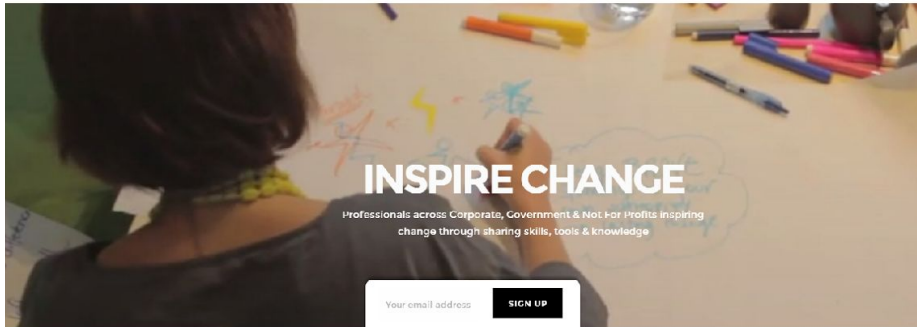 INSPIRE CHANGE
Professionals across Corporate, Government & Not For Profits inspiring
change through sharing skills, tools & knowledge
Your email address
SIGN UP